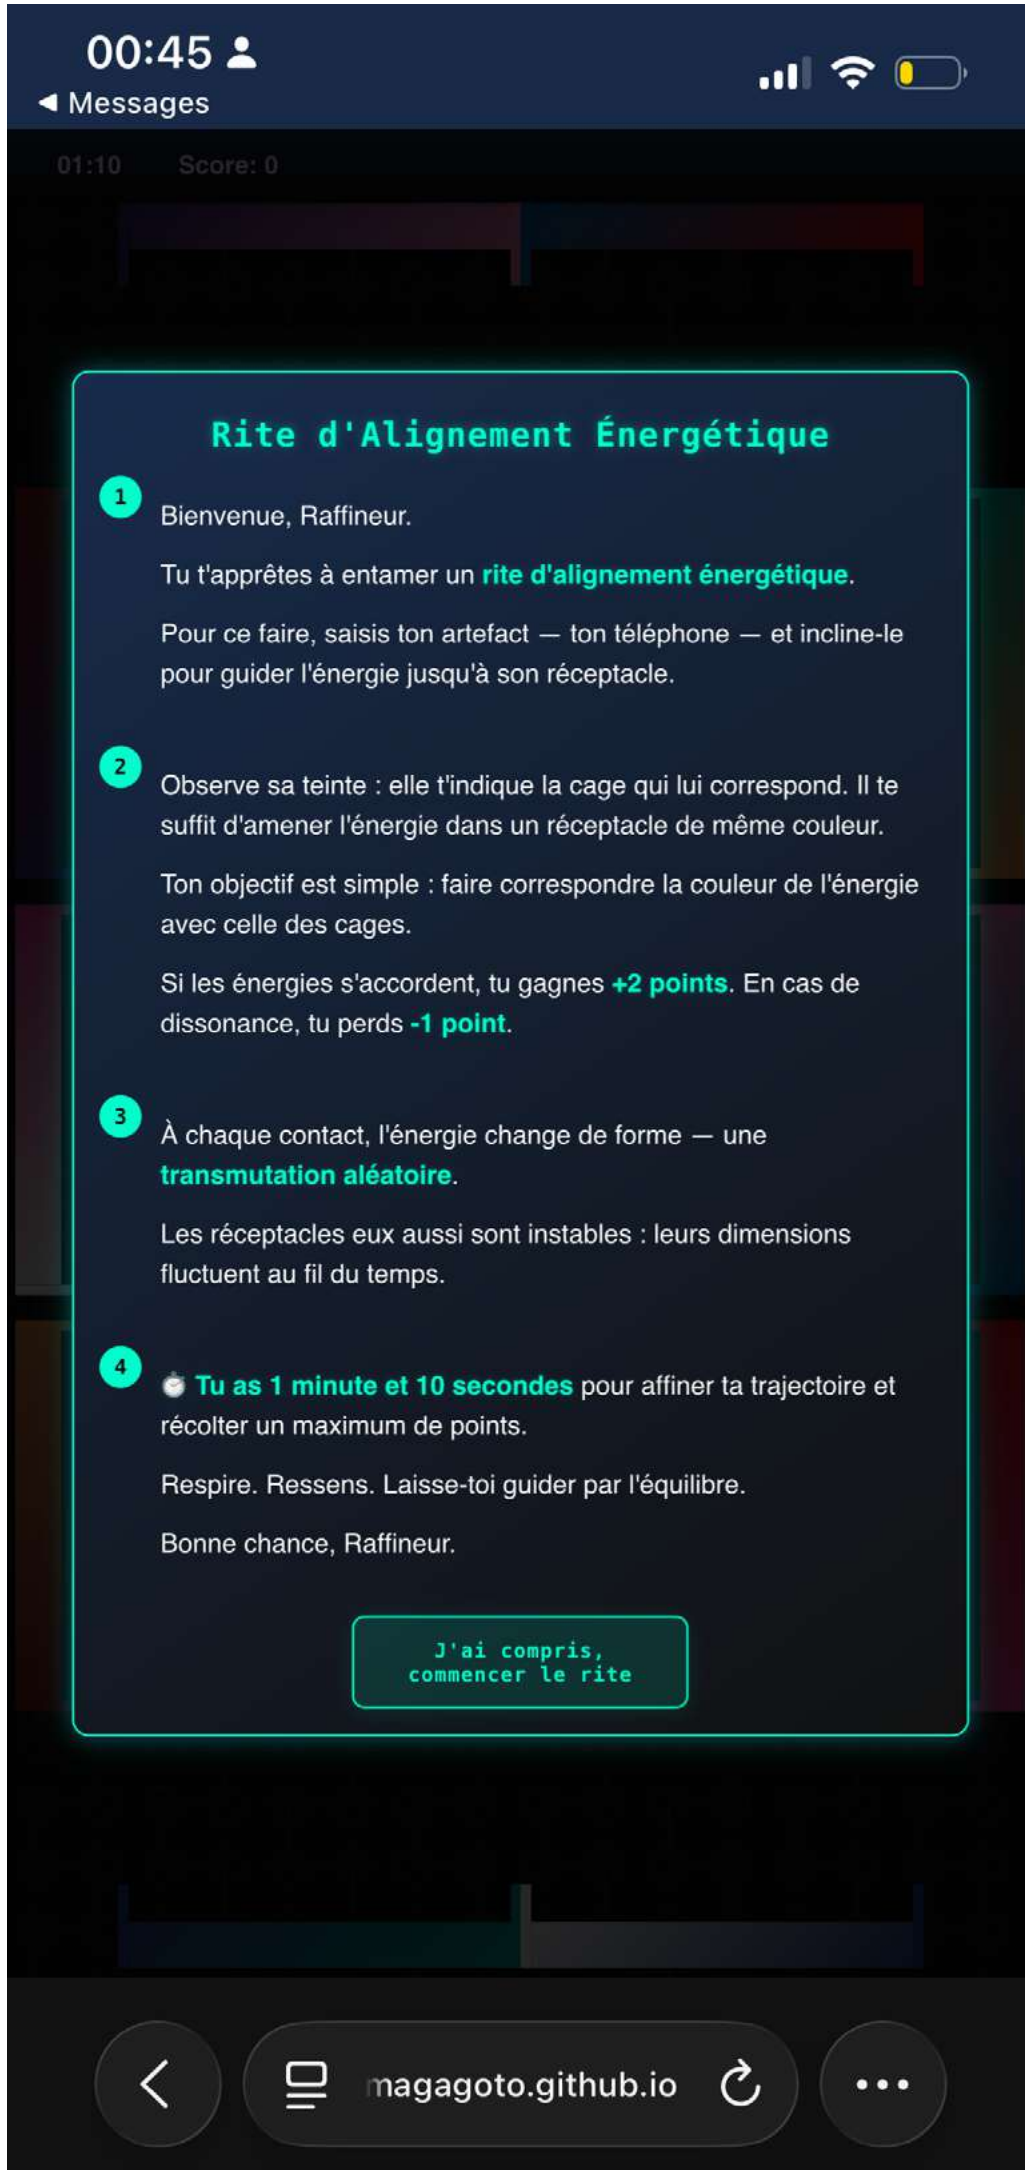 00:45
◀ Messages
01:10 Score: 0
Rite d'Alignement Énergétique
1
Bienvenue, Raffineur.
Tu t'apprêtes à entamer un rite d'alignement énergétique.
Pour ce faire, saisis ton artefact — ton téléphone — et incline-le
pour guider l'énergie jusqu'à son réceptacle.
2
Observe sa teinte : elle t'indique la cage qui lui correspond. Il te
suffit d'amener l'énergie dans un réceptacle de même couleur.
Ton objectif est simple : faire correspondre la couleur de l'énergie
avec celle des cages.
Si les énergies s'accordent, tu gagnes +2 points. En cas de
dissonance, tu perds -1 point.
3
À chaque contact, l'énergie change de forme — une
transmutation aléatoire.
Les réceptacles eux aussi sont instables : leurs dimensions
fluctuent au fil du temps.
4
⏱ Tu as 1 minute et 10 secondes pour affiner ta trajectoire et
récolter un maximum de points.
Respire. Ressens. Laisse-toi guider par l'équilibre.
Bonne chance, Raffineur.
J'ai compris,
commencer le rite
magagoto.github.io